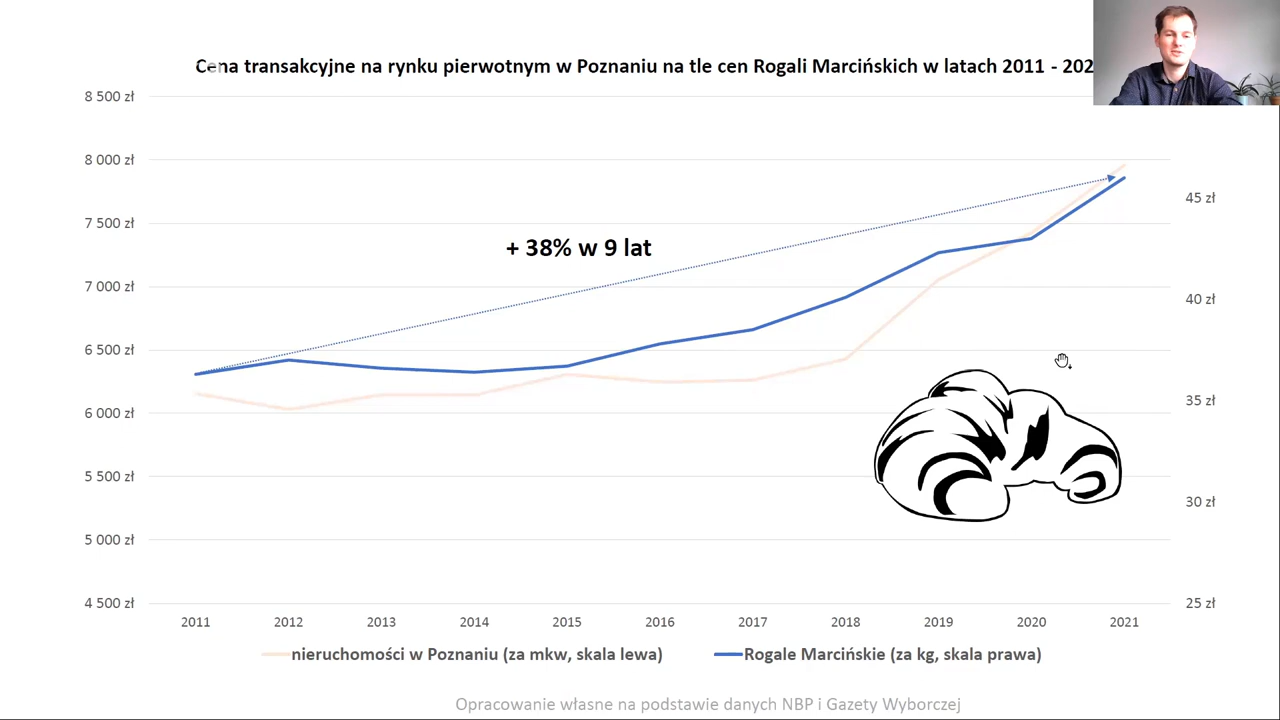 Cena transakcyjne na rynku pierwotnym w Poznaniu na tle cen Rogali Marcińskich w latach 2011 - 202
8 500 zł
8 000 zł
7 500 zł
7 000 zł
6 500 zł
6 000 zł
5 500 zł
5 000 zł
4 500 zł
+ 38% w 9 lat
45 zł
40 zł
35 zł
30 zł
25 zł
2011 2012 2013 2014 2015 2016 2017 2018 2019 2020 2021
nieruchomości w Poznaniu (za mkw, skala lewa) Rogale Marcińskie (za kg, skala prawa)
Opracowanie własne na podstawie danych NBP i Gazety Wyborczej